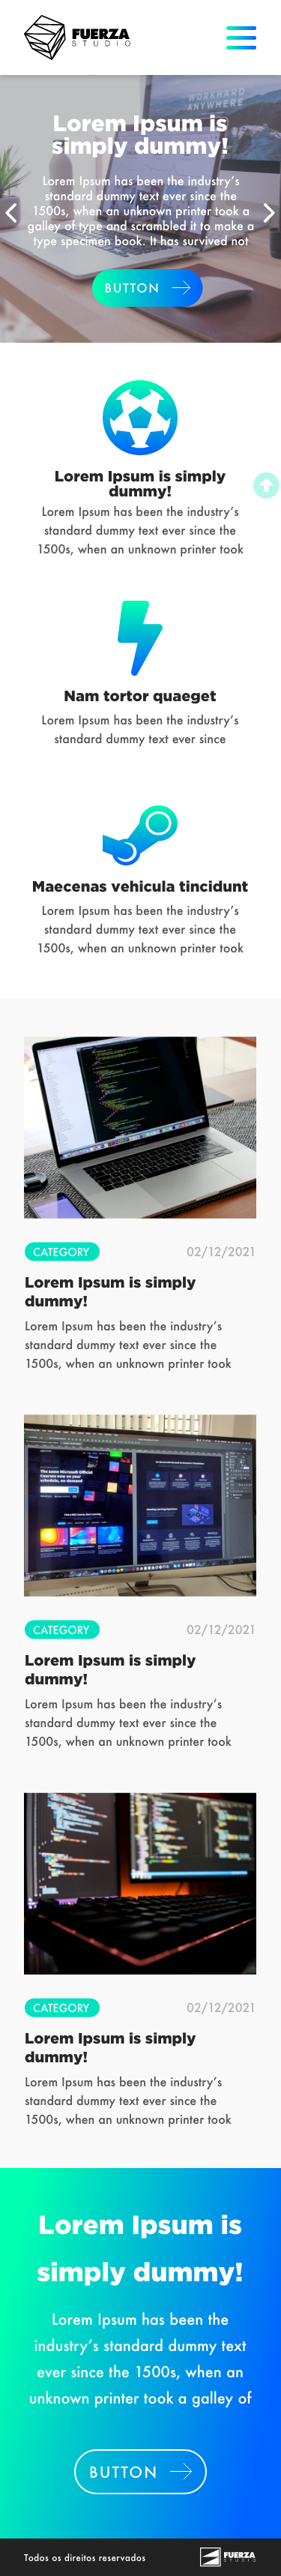 FUERZA
STUDIO
WORKHARD
ANYWHERE
Lorem Ipsum is
simply dummy!
Lorem Ipsum has been the industry's
standard dummy text ever since the
1500s, when an unknown printer took a
galley of type and scrambled it to make a
type specimen book. It has survived not
BUTTON
Lorem Ipsum is simply
dummy!
Lorem Ipsum has been the industry's
standard dummy text ever since the
1500s, when an unknown printer took
Nam tortor quaeget
Lorem Ipsum has been the industry's
standard dummy text ever since
Maecenas vehicula tincidunt
Lorem Ipsum has been the industry's
standard dummy text ever since the
1500s, when an unknown printer took
CATEGORY 02/12/2021
Lorem Ipsum is simply
dummy!
Lorem Ipsum has been the industry's
standard dummy text ever since the
1500s, when an unknown printer took
CATEGORY 02/12/2021
Lorem Ipsum is simply
dummy!
Lorem Ipsum has been the industry's
standard dummy text ever since the
1500s, when an unknown printer took
CATEGORY 02/12/2021
Lorem Ipsum is simply
dummy!
Lorem Ipsum has been the industry's
standard dummy text ever since the
1500s, when an unknown printer took
Lorem Ipsum is
simply dummy!
Lorem Ipsum has been the
industry's standard dummy text
ever since the 1500s, when an
unknown printer took a galley of
BUTTON
Todos os direitos reservados
FUERZA
STUDIO